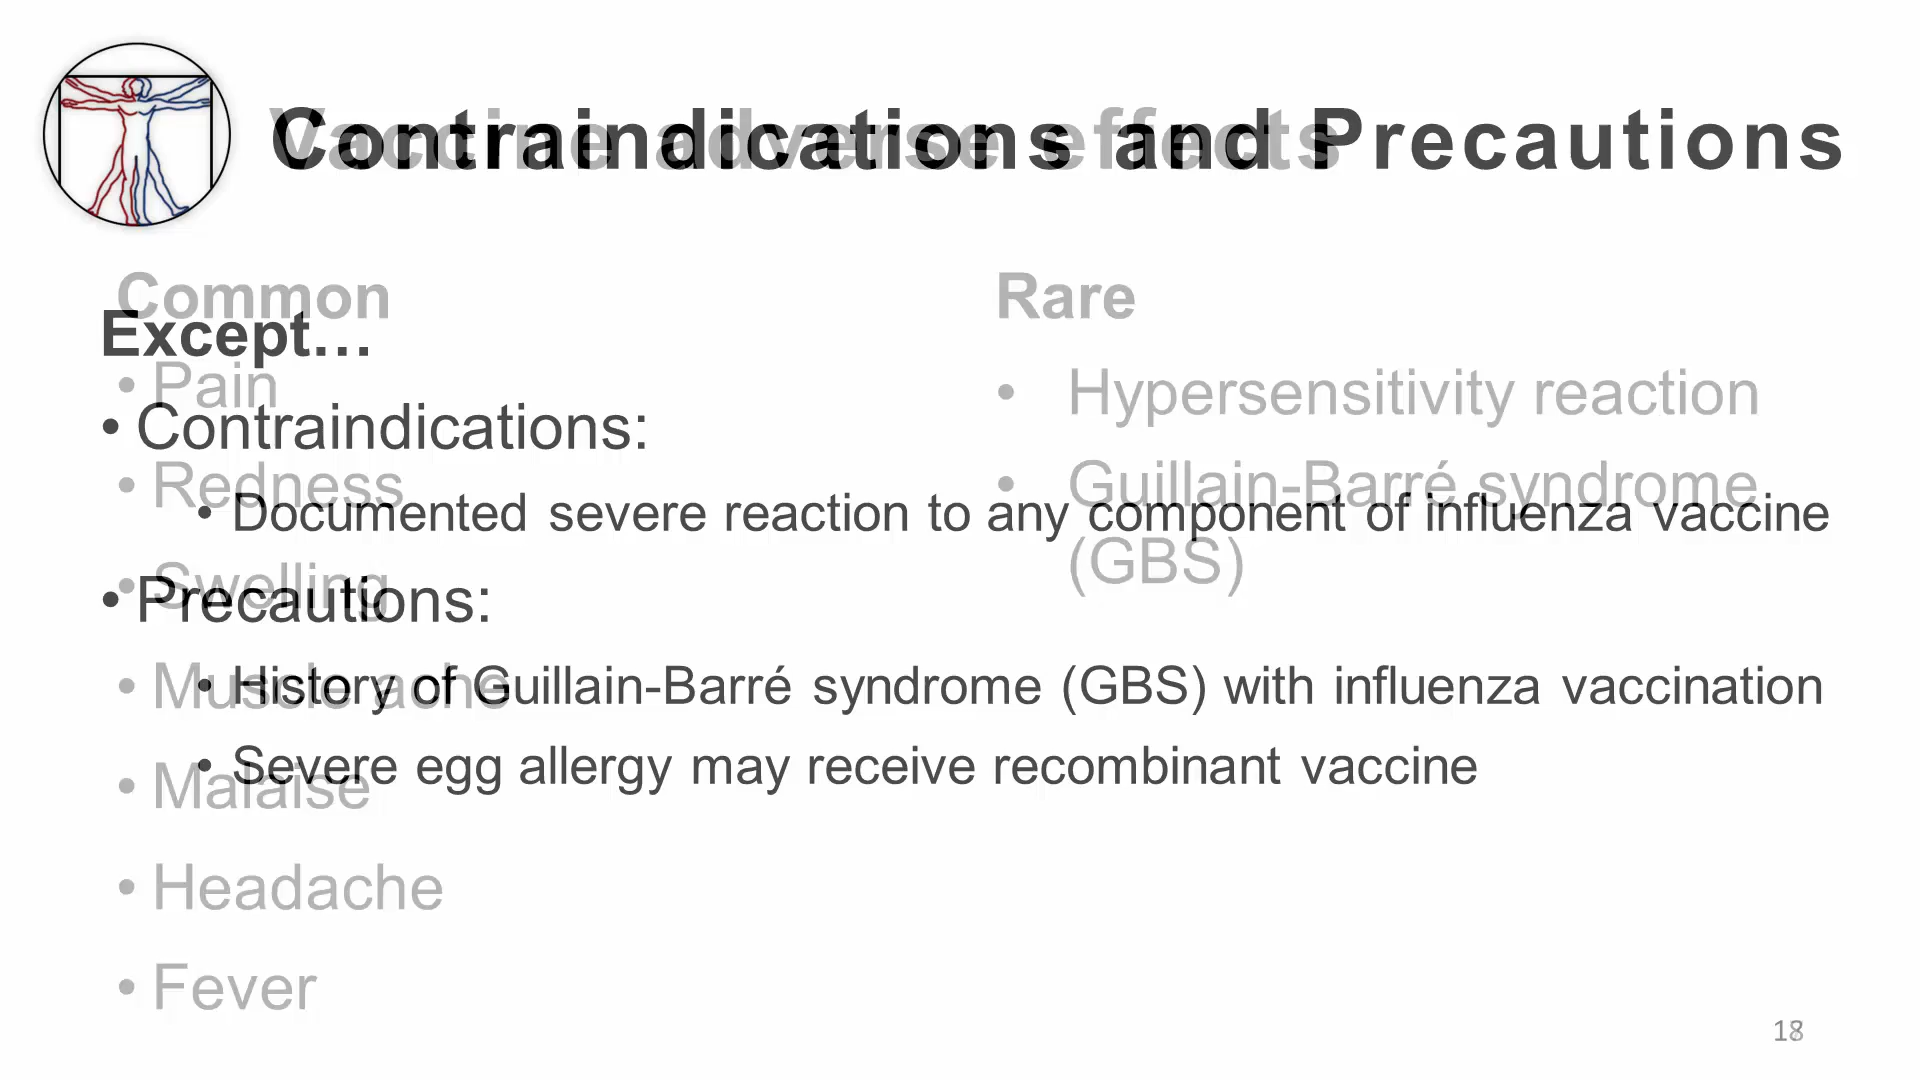 Contraindications and Precautions
Except…
• Contraindications:
• Documented severe reaction to any component of influenza vaccine
• Precautions:
• History of Guillain-Barré syndrome (GBS) with influenza vaccination
• Severe egg allergy may receive recombinant vaccine
Vaccine adverse effects
Common
• Pain
• Redness
• Swelling
• Muscle ache
• Malaise
• Headache
• Fever
Rare
• Hypersensitivity reaction
• Guillain-Barré syndrome
(GBS)